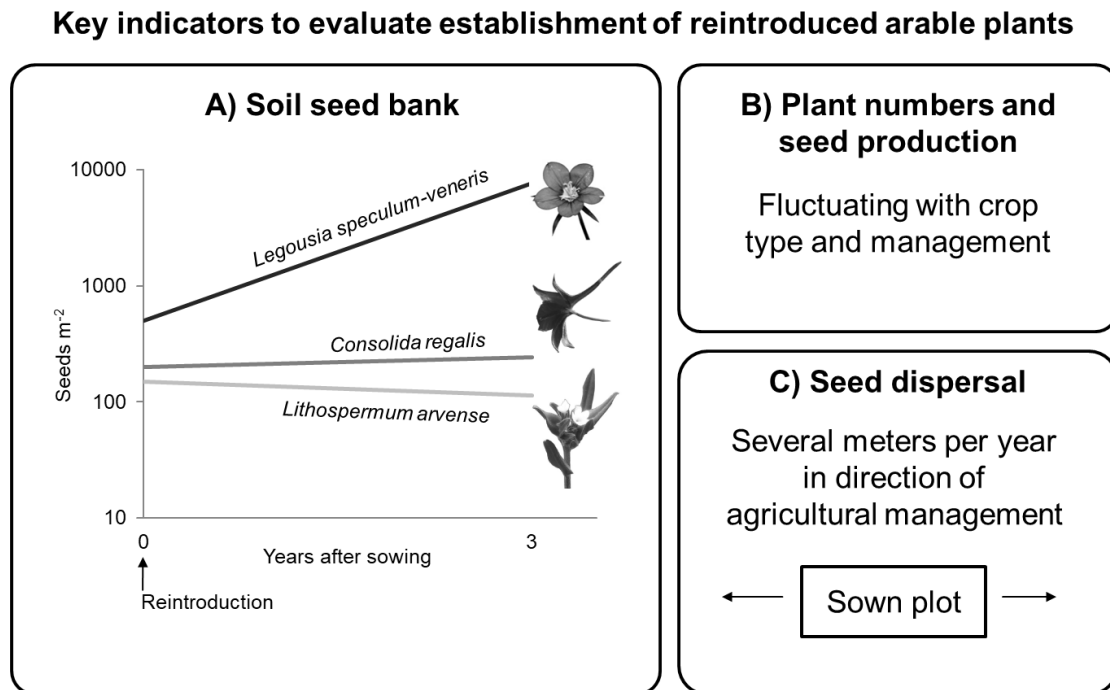 Key indicators to evaluate establishment of reintroduced arable plants
A) Soil seed bank
10000
1000
100
10
Seeds m⁻²
Legousia speculum-veneris
Consolida regalis
Lithospermum arvense
0
3
Years after sowing
Reintroduction
B) Plant numbers and
seed production
Fluctuating with crop
type and management
C) Seed dispersal
Several meters per year
in direction of
agricultural management
Sown plot